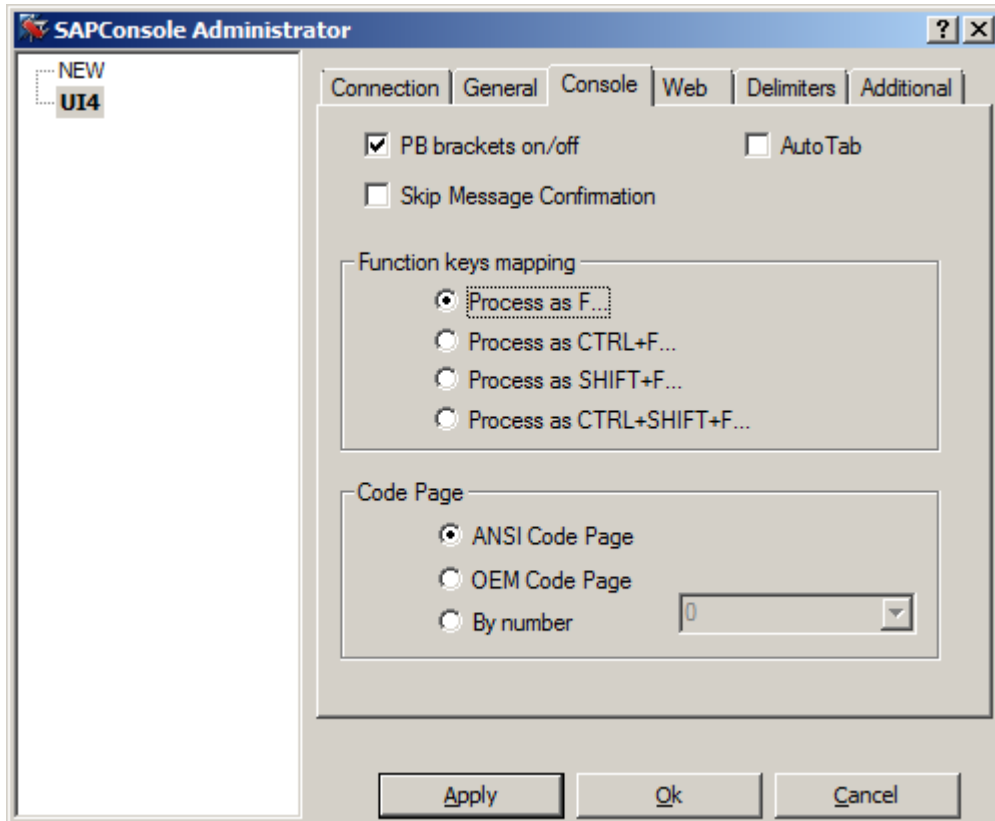 SAPConsole Administrator
NEW
UI4
Connection General Console Web Delimiters Additional
PB brackets on/off AutoTab
Skip Message Confirmation
Function keys mapping
Process as F...
Process as CTRL+F...
Process as SHIFT+F...
Process as CTRL+SHIFT+F...
Code Page
ANSI Code Page
OEM Code Page
By number 0
Apply Ok Cancel